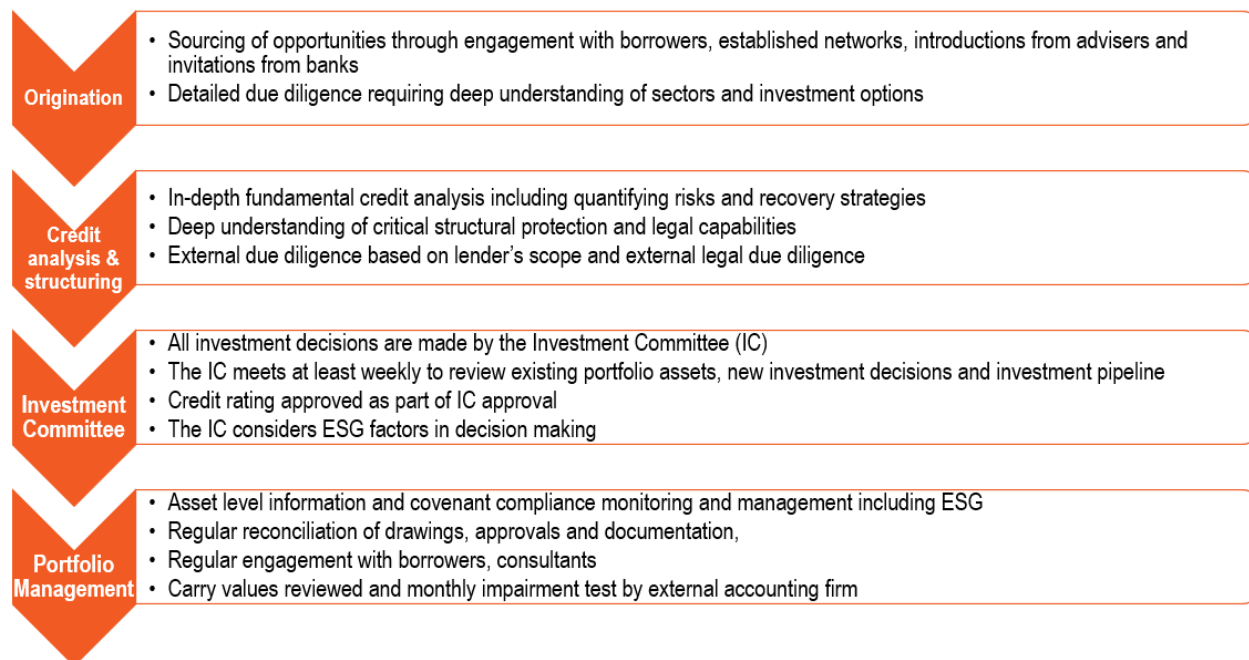 Origination
• Sourcing of opportunities through engagement with borrowers, established networks, introductions from advisers and
invitations from banks
• Detailed due diligence requiring deep understanding of sectors and investment options
Credit
analysis &
structuring
• In-depth fundamental credit analysis including quantifying risks and recovery strategies
• Deep understanding of critical structural protection and legal capabilities
• External due diligence based on lender's scope and external legal due diligence
Investment
Committee
• All investment decisions are made by the Investment Committee (IC)
• The IC meets at least weekly to review existing portfolio assets, new investment decisions and investment pipeline
• Credit rating approved as part of IC approval
• The IC considers ESG factors in decision making
Portfolio
Management
• Asset level information and covenant compliance monitoring and management including ESG
• Regular reconciliation of drawings, approvals and documentation,
• Regular engagement with borrowers, consultants
• Carry values reviewed and monthly impairment test by external accounting firm